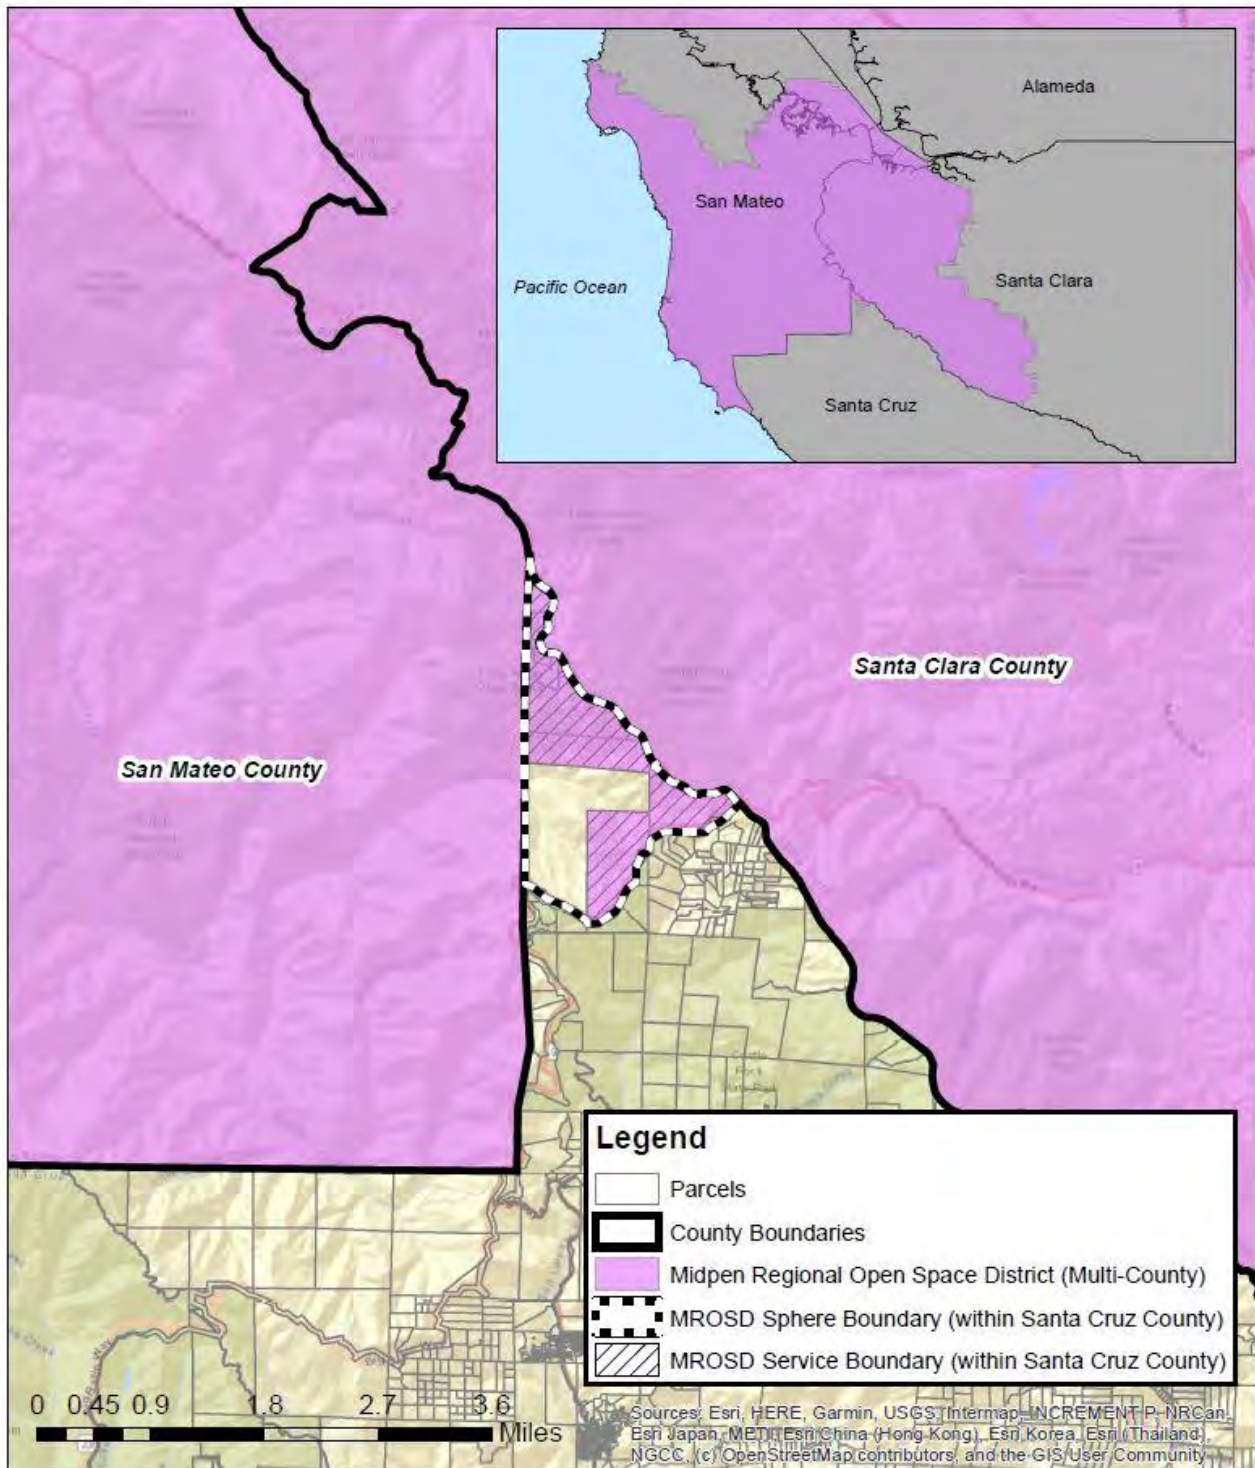 Alameda
San Mateo
Pacific Ocean
Santa Clara
Santa Cruz
Santa Clara County
San Mateo County
Castle
Rock
State Park
Legend
Parcels
County Boundaries
Midpen Regional Open Space District (Multi-County)
MROSD Sphere Boundary (within Santa Cruz County)
MROSD Service Boundary (within Santa Cruz County)
0 0.45 0.9 1.8 2.7 3.6
Miles
Sources: Esri, HERE, Garmin, USGS, Intermap, INCREMENT P, NRCan,
Esri Japan, METI, Esri China (Hong Kong), Esri Korea, Esri (Thailand),
NGCC, (c) OpenStreetMap contributors, and the GIS User Community